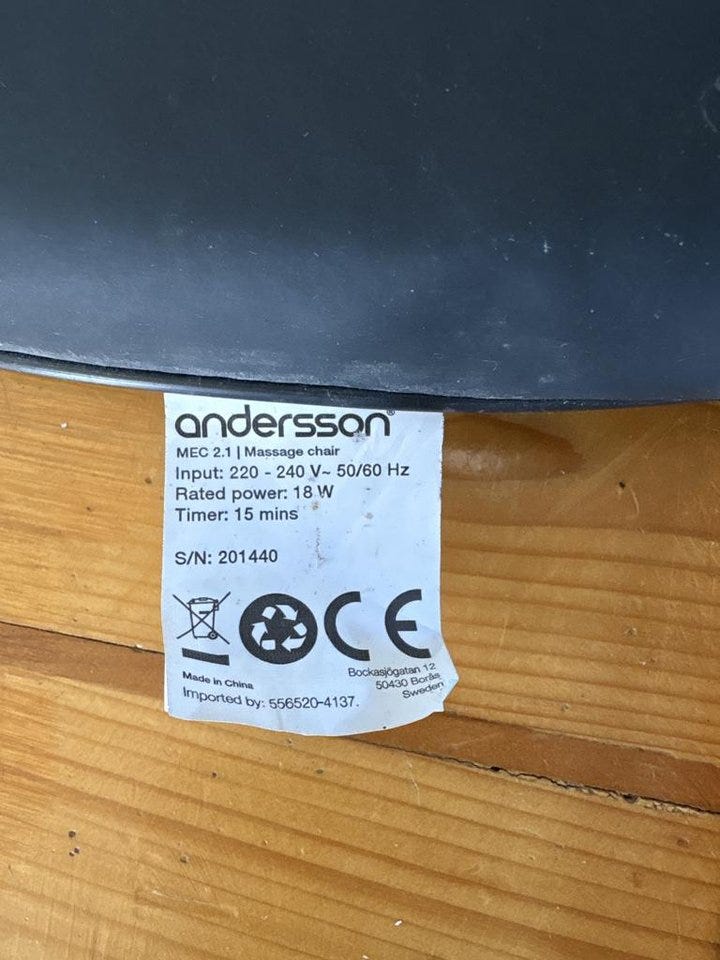 andersson®
MEC 2.1 | Massage chair
Input: 220 - 240 V~ 50/60 Hz
Rated power: 18 W
Timer: 15 mins
S/N: 201440
CE
Made in China
Imported by: 556520-4137.
Bockasjögatan 12
50430 Borås
Sweden